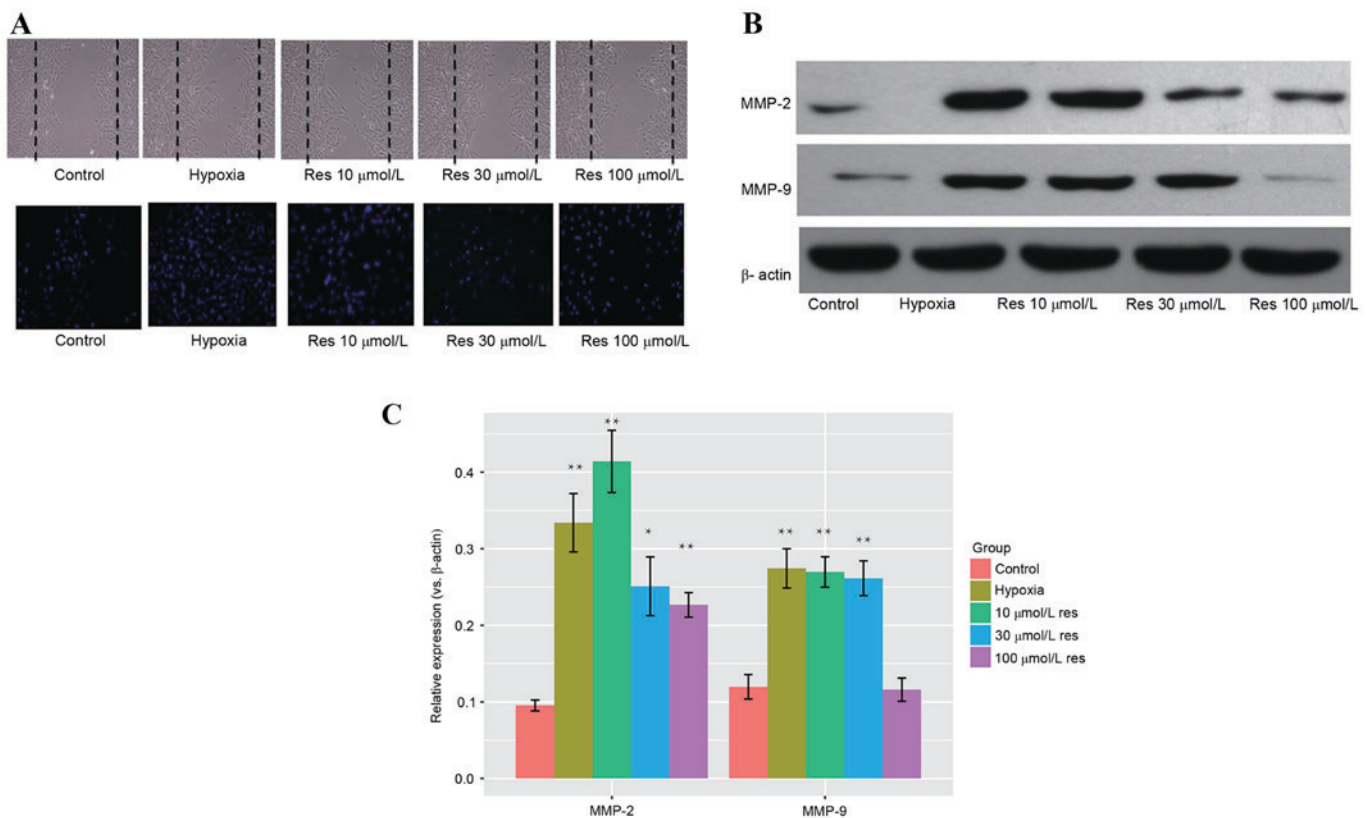 A
Control Hypoxia Res 10 μmol/L Res 30 μmol/L Res 100 μmol/L
Control Hypoxia Res 10 μmol/L Res 30 μmol/L Res 100 μmol/L
B
MMP-2
MMP-9
β- actin
Control Hypoxia Res 10 μmol/L Res 30 μmol/L Res 100 μmol/L
C
Relative expression (vs. β-actin)
0.4
0.3
0.2
0.1
0.0
** ** * **
** ** **
MMP-2 MMP-9
Group
Control
Hypoxia
10 μmol/L res
30 μmol/L res
100 μmol/L res